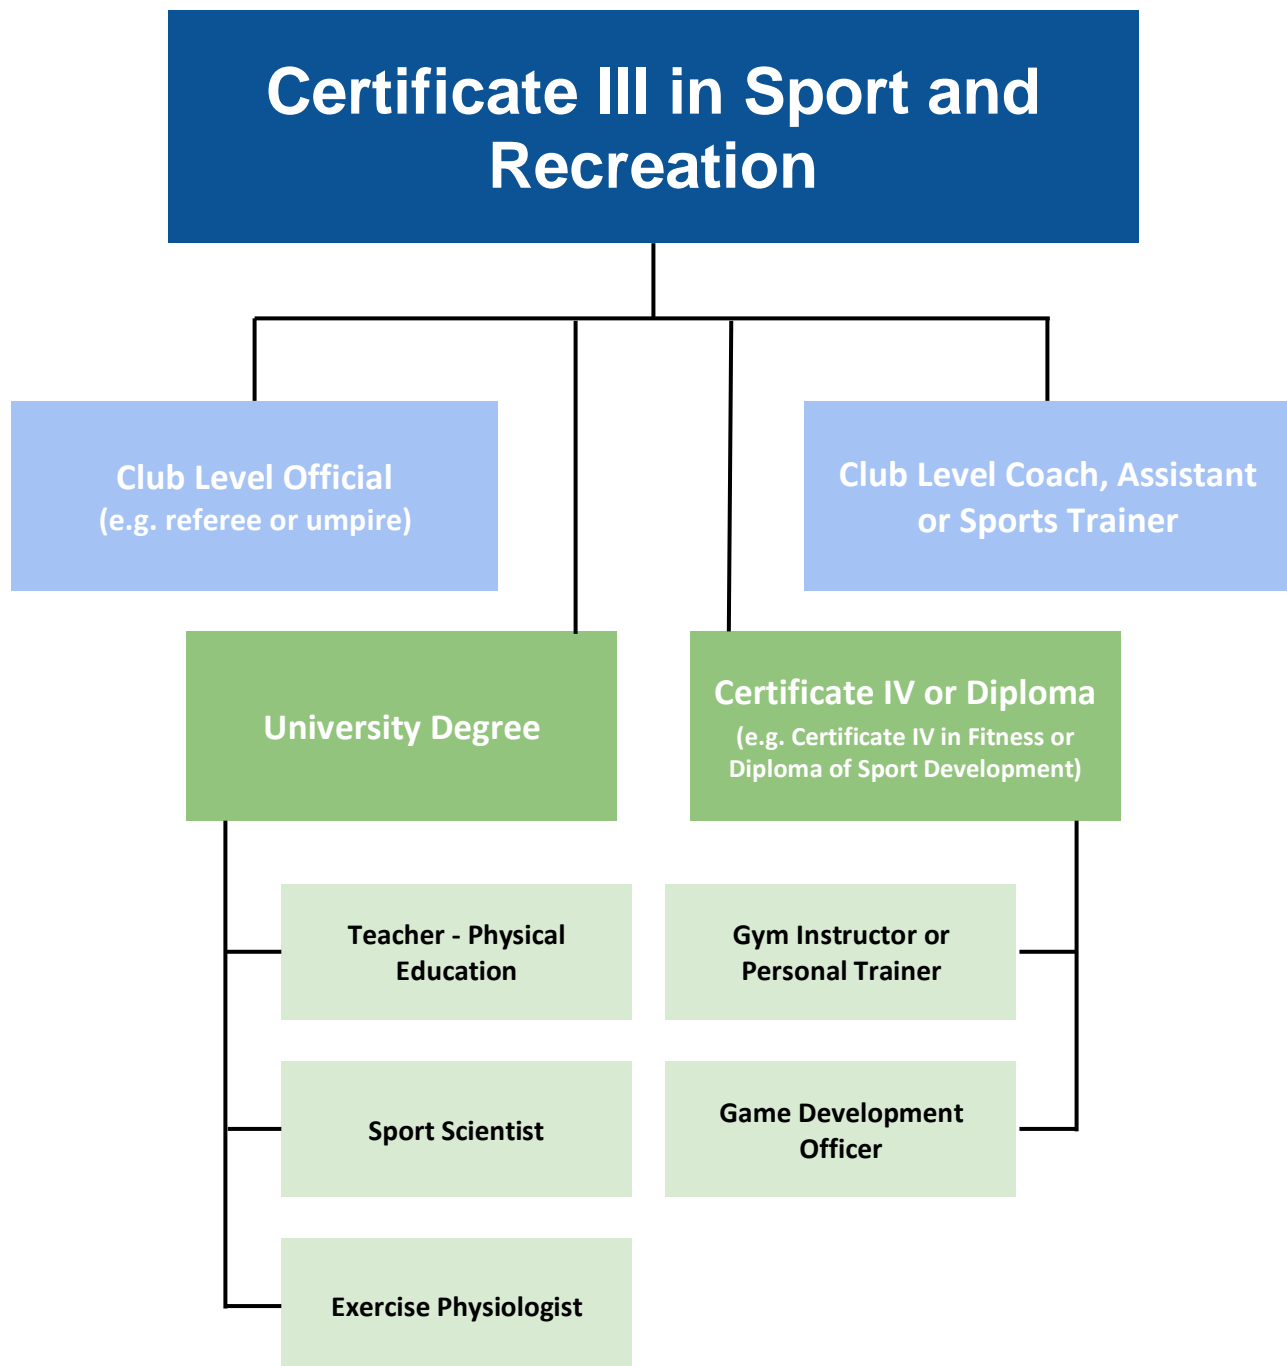 Certificate III in Sport and
Recreation
Club Level Official
(e.g. referee or umpire)
Club Level Coach, Assistant
or Sports Trainer
University Degree
Certificate IV or Diploma
(e.g. Certificate IV in Fitness or
Diploma of Sport Development)
Teacher - Physical
Education
Gym Instructor or
Personal Trainer
Sport Scientist
Game Development
Officer
Exercise Physiologist